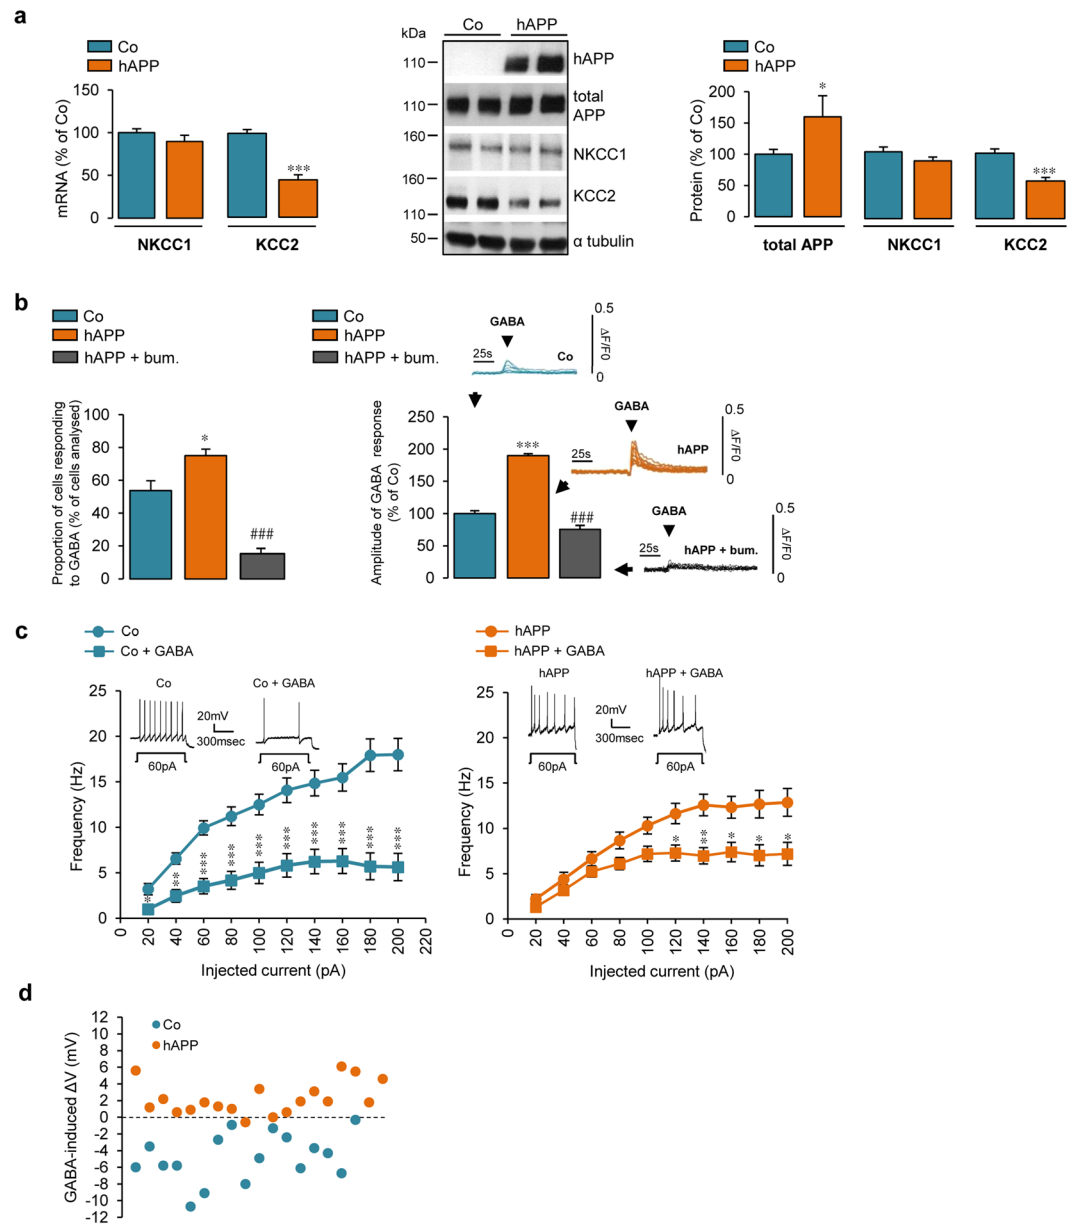 a
Co
hAPP
mRNA (% of Co)
150
100
50
0
***
NKCC1
KCC2
kDa
Co
hAPP
110
hAPP
110
total
APP
160
NKCC1
160
KCC2
110
50
α tubulin
Co
hAPP
Protein (% of Co)
200
150
100
50
0
*
***
total APP
NKCC1
KCC2
b
Co
hAPP
hAPP + bum.
Proportion of cells responding
to GABA (% of cells analysed)
100
80
60
40
20
0
*
###
Co
hAPP
hAPP + bum.
Amplitude of GABA response
(% of Co)
250
200
150
100
50
0
***
###
GABA
25s
Co
0.5
ΔF/F0
0
GABA
25s
hAPP
0.5
ΔF/F0
0
GABA
25s
hAPP + bum.
0.5
ΔF/F0
0
c
Co
Co + GABA
Frequency (Hz)
25
20
15
10
5
0
Co
60pA
20mV
300msec
Co + GABA
60pA
*
**
***
***
***
***
***
***
***
***
0 20 40 60 80 100 120 140 160 180 200 220
Injected current (pA)
hAPP
hAPP + GABA
Frequency (Hz)
25
20
15
10
5
0
hAPP
60pA
20mV
300msec
hAPP + GABA
60pA
*
**
*
*
*
0 20 40 60 80 100 120 140 160 180 200
Injected current (pA)
d
Co
hAPP
GABA-induced ΔV (mV)
12
10
8
6
4
2
0
-2
-4
-6
-8
-10
-12